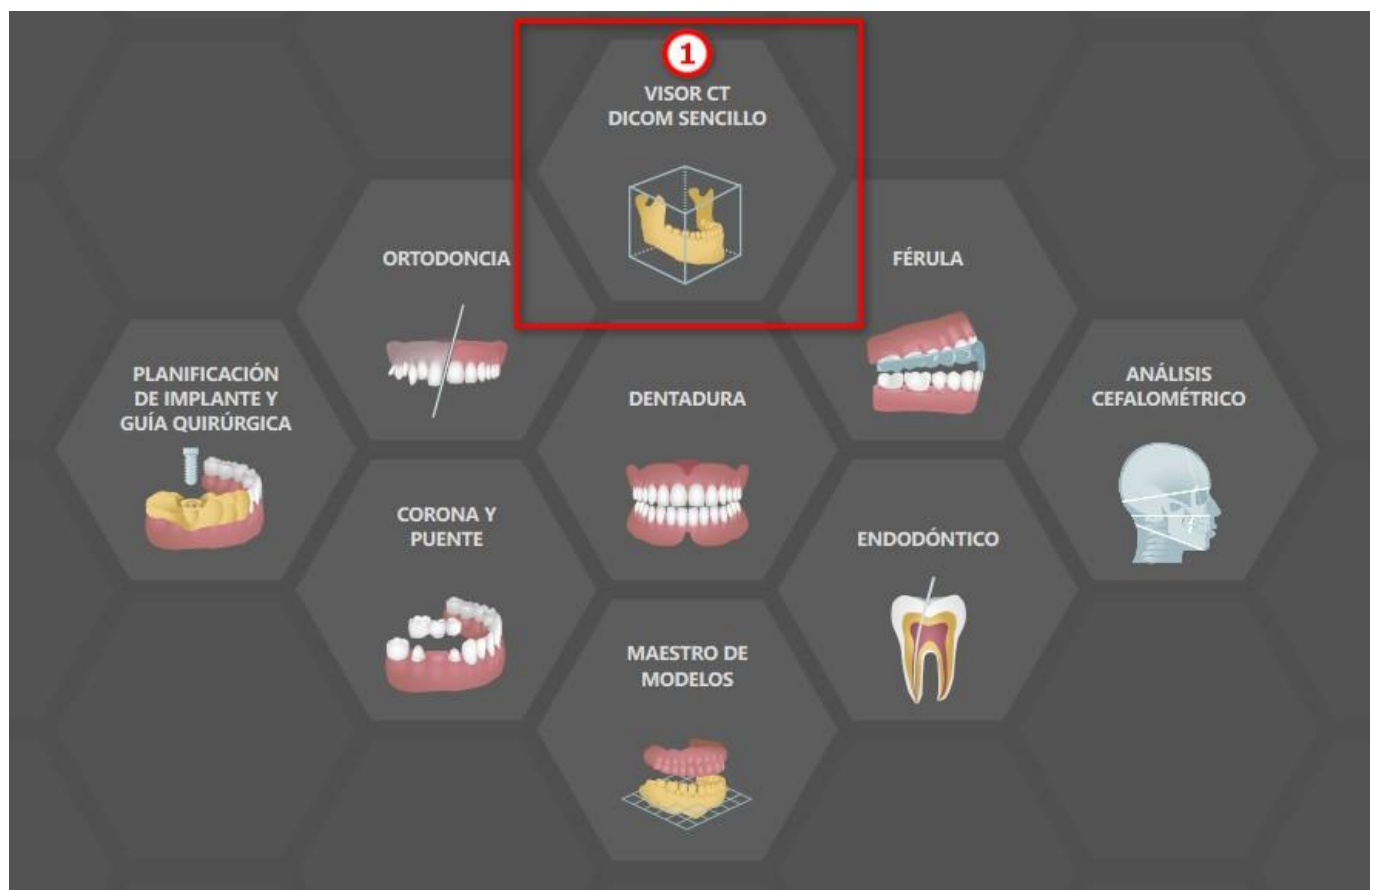 1
VISOR CT
DICOM SENCILLO
ORTODONCIA
FÉRULA
PLANIFICACIÓN
DE IMPLANTE Y
GUÍA QUIRÚRGICA
DENTADURA
ANÁLISIS
CEFALOMÉTRICO
CORONA Y
PUENTE
ENDODÓNTICO
MAESTRO DE
MODELOS